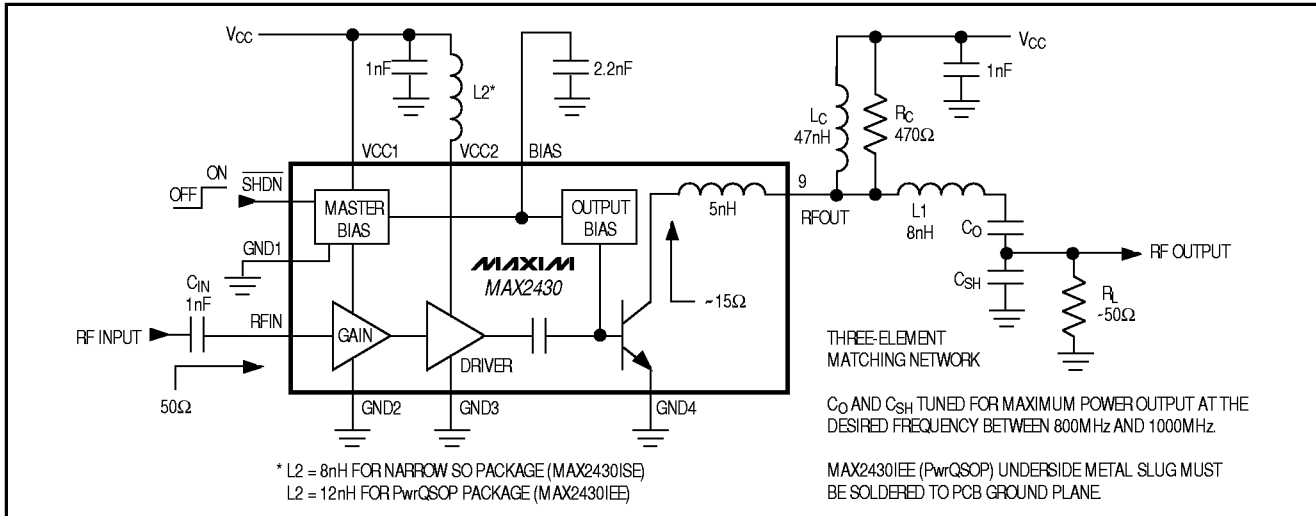 VCC
1nF
L2*
2.2nF
VCC
1nF
LC
47nH
RC
470Ω
VCC1
VCC2
BIAS
ON
OFF
SHDN
MASTER
BIAS
OUTPUT
BIAS
5nH
9
RFOUT
L1
8nH
CO
GND1
MAXIM
MAX2430
~15Ω
CSH
RF OUTPUT
RL
~50Ω
CIN
1nF
RF INPUT
RFIN
GAIN
DRIVER
50Ω
GND2
GND3
GND4
THREE-ELEMENT
MATCHING NETWORK
CO AND CSH TUNED FOR MAXIMUM POWER OUTPUT AT THE
DESIRED FREQUENCY BETWEEN 800MHz AND 1000MHz.
* L2 = 8nH FOR NARROW SO PACKAGE (MAX2430ISE)
L2 = 12nH FOR PwrQSOP PACKAGE (MAX2430IEE)
MAX2430IEE (PwrQSOP) UNDERSIDE METAL SLUG MUST
BE SOLDERED TO PCB GROUND PLANE.